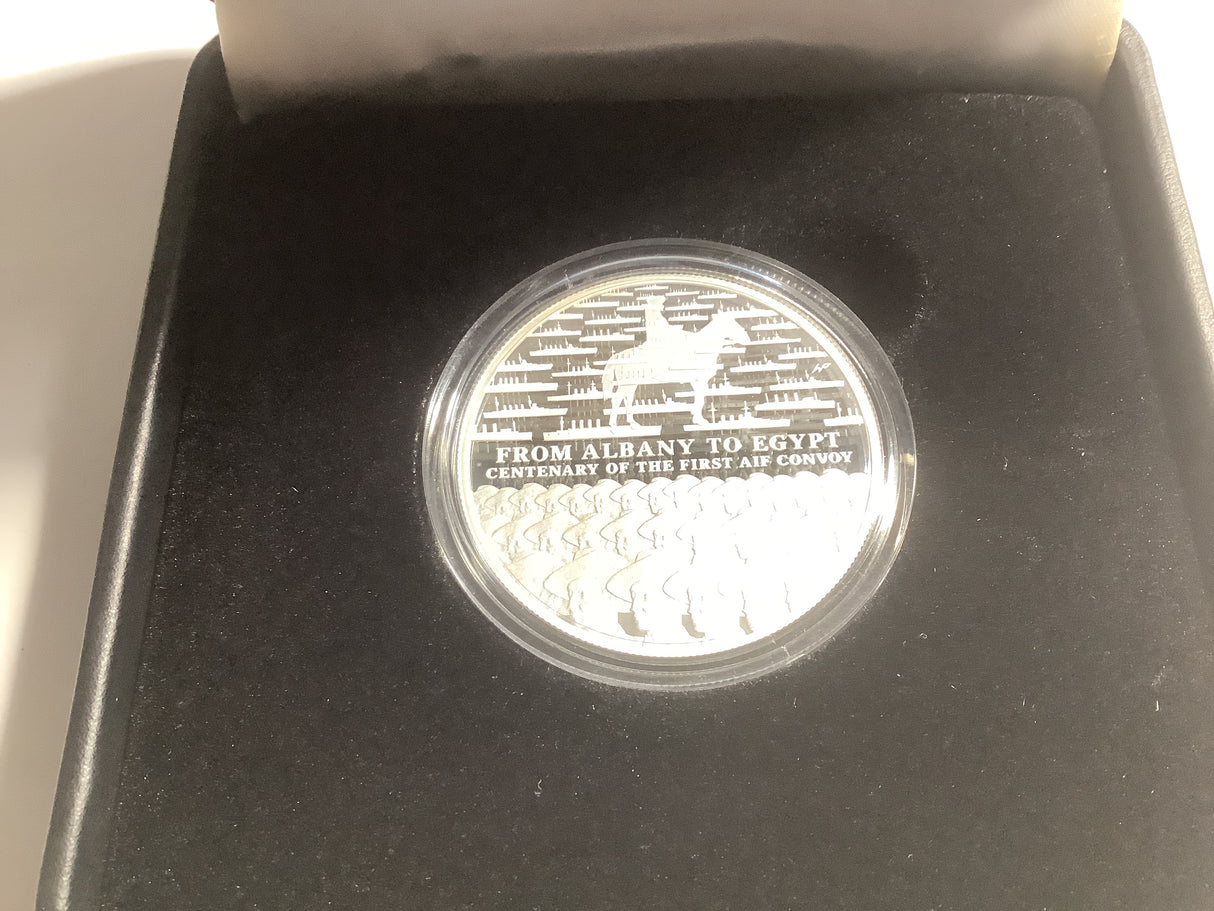 FROM ALBANY TO EGYPT
CENTENARY OF THE FIRST AIF CONVOY